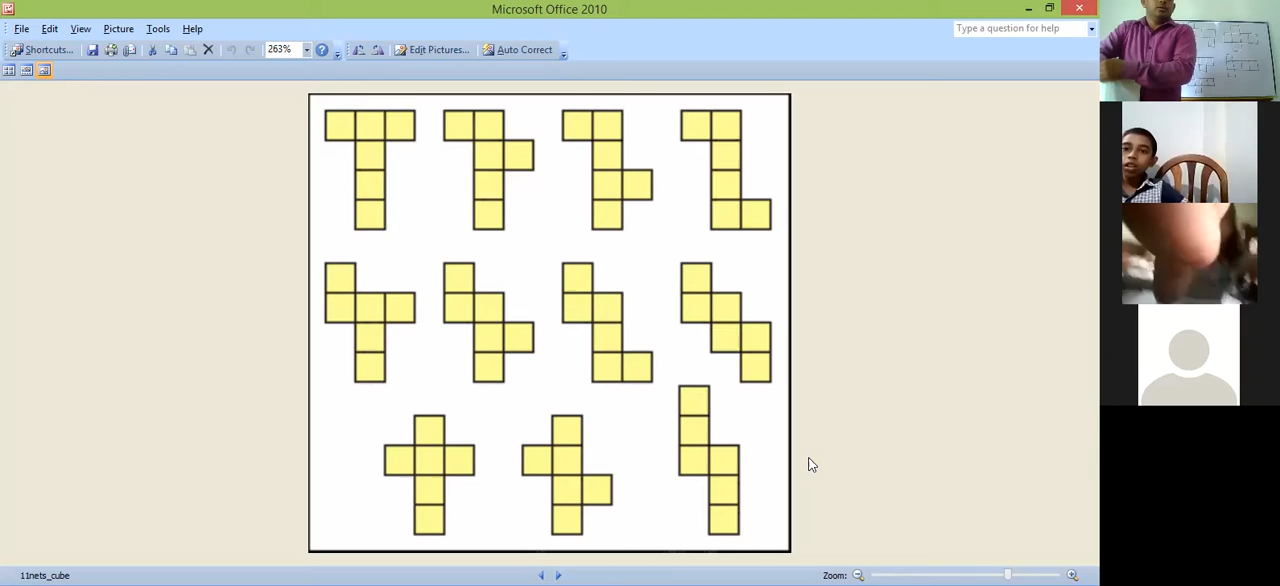 Microsoft Office 2010
File Edit View Picture Tools Help
Type a question for help
Shortcuts... 263% Edit Pictures... Auto Correct
11nets_cube
Zoom: